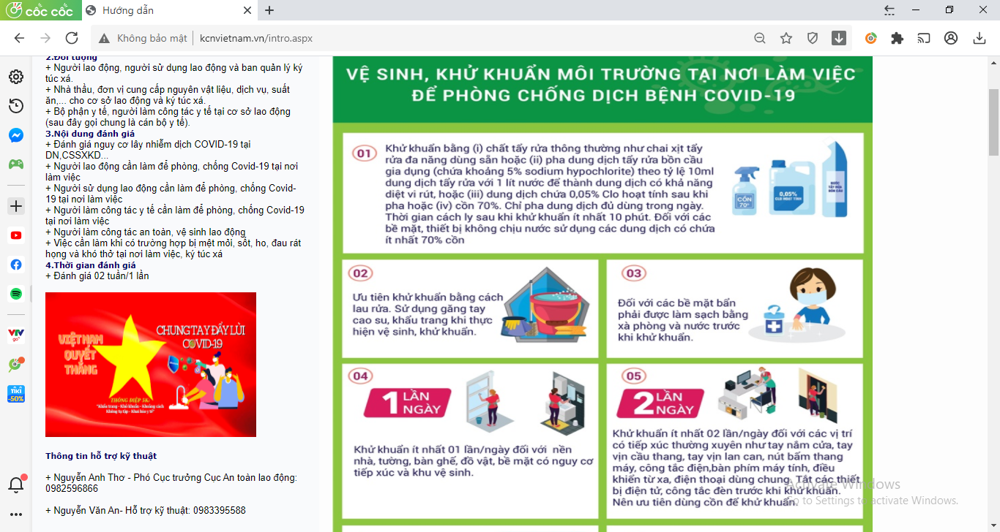 cốc cốc
Hướng dẫn
Không bảo mật
kcnvietnam.vn/intro.aspx
2.Đối tượng
+ Người lao động, người sử dụng lao động và ban quản lý ký
túc xá.
+ Nhà thầu, đơn vị cung cấp nguyên vật liệu, dịch vụ, suất
ăn,... cho cơ sở lao động và ký túc xá.
+ Bộ phận y tế, người làm công tác y tế tại cơ sở lao động
(sau đây gọi chung là cán bộ y tế).
3.Nội dung đánh giá
+ Đánh giá nguy cơ lây nhiễm dịch COVID-19 tại
DN,CSSXKD...
+ Người lao động cần làm để phòng, chống Covid-19 tại nơi
làm việc
+ Người sử dụng lao động cần làm để phòng, chống Covid-
19 tại nơi làm việc
+ Người làm công tác y tế cần làm để phòng, chống Covid-19
tại nơi làm việc
+ Người làm công tác an toàn, vệ sinh lao động
+ Việc cần làm khi có trường hợp bị mệt mỏi, sốt, ho, đau rát
họng và khó thở tại nơi làm việc, ký túc xá
4.Thời gian đánh giá
+ Đánh giá 02 tuần/1 lần
VIỆT NAM
QUYẾT
THẮNG
CHUNG TAY ĐẨY LÙI
COVID-19
THÔNG ĐIỆP 5K:
"Khẩu trang - Khử khuẩn - Khoảng cách
Không tụ tập - Khai báo y tế"
Thông tin hỗ trợ kỹ thuật
+ Nguyễn Anh Thơ - Phó Cục trưởng Cục An toàn lao động:
0982596866
+ Nguyễn Văn An- Hỗ trợ kỹ thuật: 0983395588
VTV
go
TIKI
-50%
VỆ SINH, KHỬ KHUẨN MÔI TRƯỜNG TẠI NƠI LÀM VIỆC
ĐỂ PHÒNG CHỐNG DỊCH BỆNH COVID-19
01
Khử khuẩn bằng (i) chất tẩy rửa thông thường như chai xịt tẩy
rửa đa năng dùng sẵn hoặc (ii) pha dung dịch tẩy rửa bồn cầu
gia dụng (chứa khoảng 5% sodium hypochlorite) theo tỷ lệ 10ml
dung dịch tẩy rửa với 1 lít nước để thành dung dịch có khả năng
diệt vi rút, hoặc (iii) dung dịch chứa 0,05% Clo hoạt tính sau khi
pha hoặc (iv) cồn 70%. Chỉ pha dung dịch đủ dùng trong ngày.
Thời gian cách ly sau khi khử khuẩn ít nhất 10 phút. Đối với các
bề mặt, thiết bị không chịu nước sử dụng các dung dịch có chứa
ít nhất 70% cồn
CỒN
70°
0,05%
CLO HOẠT TÍNH
NƯỚC
TẨY RỬA
BỒN CẦU
02
Ưu tiên khử khuẩn bằng cách
lau rửa. Sử dụng găng tay
cao su, khẩu trang khi thực
hiện vệ sinh, khử khuẩn.
03
Đối với các bề mặt bẩn
phải được làm sạch bằng
xà phòng và nước trước
khi khử khuẩn.
04
1 LẦN
NGÀY
Khử khuẩn ít nhất 01 lần/ngày đối với nền
nhà, tường, bàn ghế, đồ vật, bề mặt có nguy cơ
tiếp xúc và khu vệ sinh.
05
2 LẦN
NGÀY
Khử khuẩn ít nhất 02 lần/ngày đối với các vị trí
có tiếp xúc thường xuyên như tay nắm cửa, tay
vịn cầu thang, tay vịn lan can, nút bấm thang
máy, công tắc điện,bàn phím máy tính, điều
khiển từ xa, điện thoại dùng chung. Tắt các thiết
bị điện tử, công tắc đèn trước khi khử khuẩn.
Nên ưu tiên dùng cồn để khử khuẩn.
Activate Windows
Go to Settings to activate Windows.